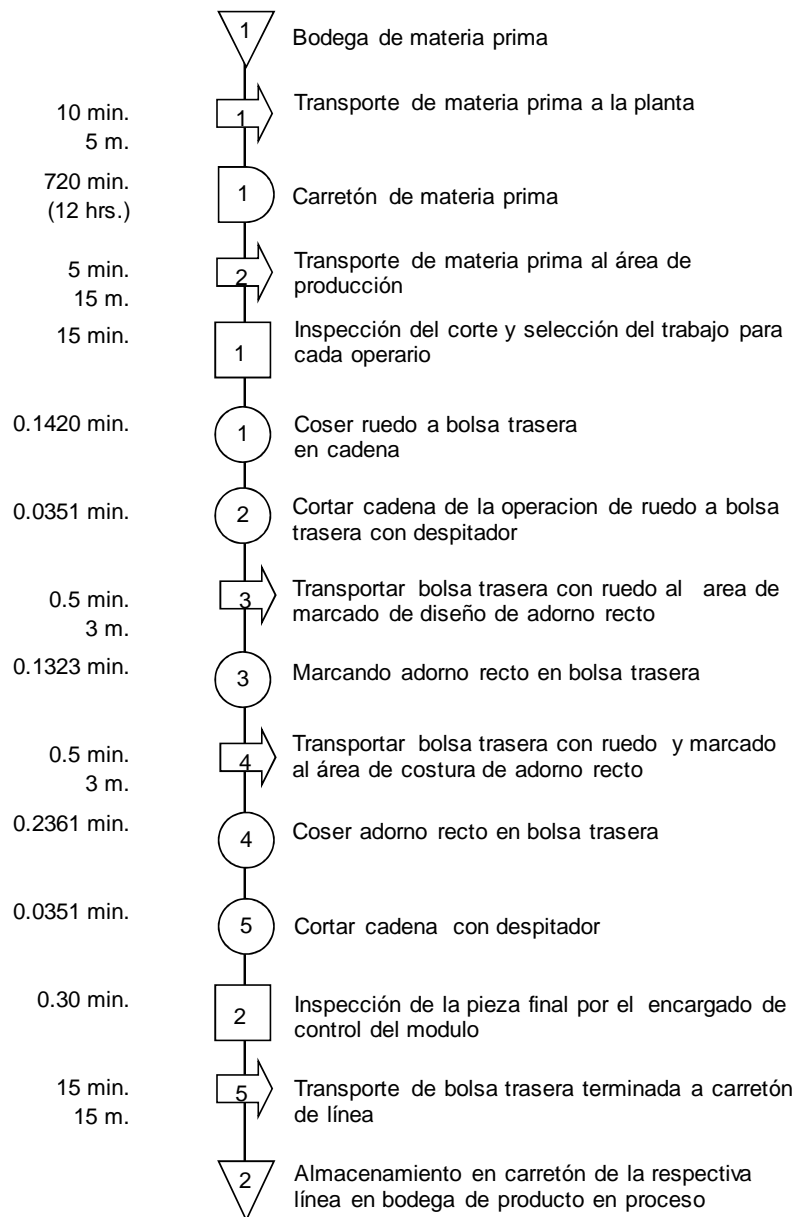 1
Bodega de materia prima
10 min.
5 m.
1
Transporte de materia prima a la planta
720 min.
(12 hrs.)
1
Carretón de materia prima
5 min.
15 m.
2
Transporte de materia prima al área de
producción
15 min.
1
Inspección del corte y selección del trabajo para
cada operario
0.1420 min.
1
Coser ruedo a bolsa trasera
en cadena
0.0351 min.
2
Cortar cadena de la operacion de ruedo a bolsa
trasera con despitador
0.5 min.
3 m.
3
Transportar bolsa trasera con ruedo al area de
marcado de diseño de adorno recto
0.1323 min.
3
Marcando adorno recto en bolsa trasera
0.5 min.
3 m.
4
Transportar bolsa trasera con ruedo y marcado
al área de costura de adorno recto
0.2361 min.
4
Coser adorno recto en bolsa trasera
0.0351 min.
5
Cortar cadena con despitador
0.30 min.
2
Inspección de la pieza final por el encargado de
control del modulo
15 min.
15 m.
5
Transporte de bolsa trasera terminada a carretón
de línea
2
Almacenamiento en carretón de la respectiva
línea en bodega de producto en proceso